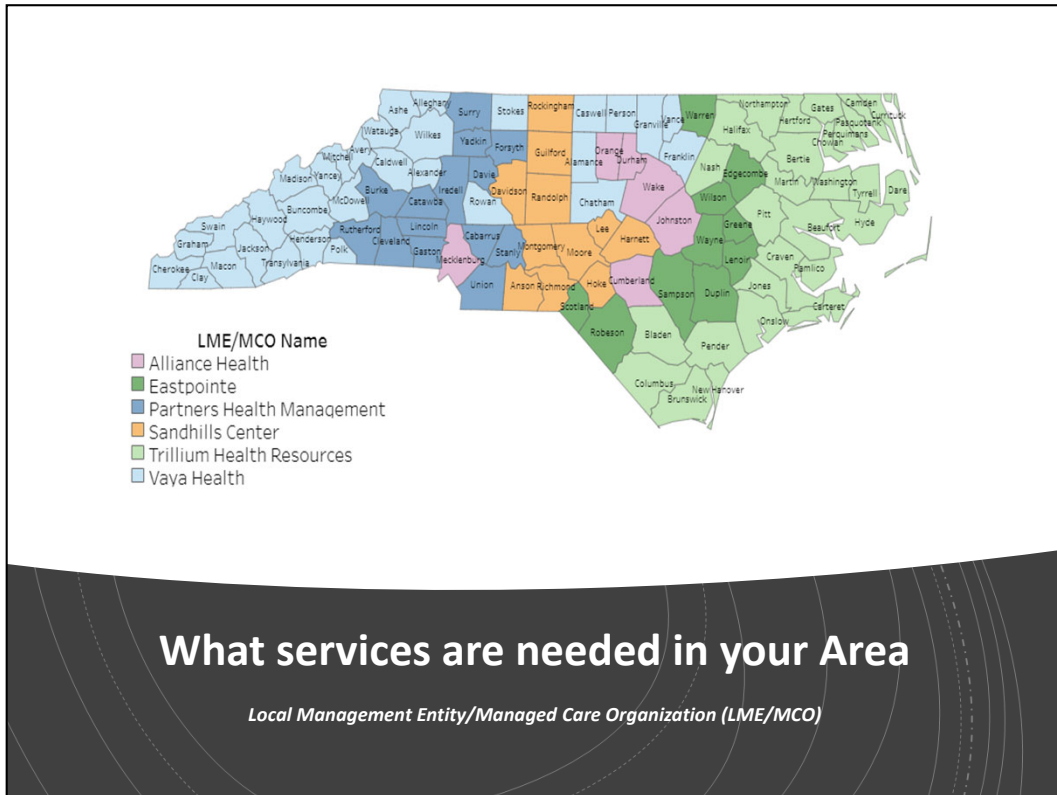 Ashe
Alleghany
Surry
Stokes
Rockingham
Caswell
Person
Granville
Vance
Warren
Northampton
Gates
Camden
Currituck
Pasquotank
Perquimans
Chowan
Hertford
Halifax
Watauga
Wilkes
Yadkin
Forsyth
Guilford
Alamance
Orange
Durham
Franklin
Nash
Edgecombe
Bertie
Martin
Washington
Tyrrell
Dare
Mitchell
Avery
Caldwell
Alexander
Iredell
Davie
Davidson
Randolph
Chatham
Wake
Wilson
Pitt
Beaufort
Hyde
Madison
Yancey
McDowell
Burke
Catawba
Rowan
Johnston
Greene
Swain
Haywood
Buncombe
Rutherford
Lincoln
Cabarrus
Montgomery
Moore
Lee
Harnett
Wayne
Lenoir
Craven
Pamlico
Graham
Jackson
Henderson
Polk
Cleveland
Gaston
Mecklenburg
Stanly
Cherokee
Clay
Macon
Transylvania
Union
Anson
Richmond
Hoke
Cumberland
Sampson
Duplin
Jones
Carteret
Onslow
Scotland
Robeson
Bladen
Pender
Columbus
New Hanover
Brunswick
LME/MCO Name
Alliance Health
Eastpointe
Partners Health Management
Sandhills Center
Trillium Health Resources
Vaya Health
What services are needed in your Area
Local Management Entity/Managed Care Organization (LME/MCO)